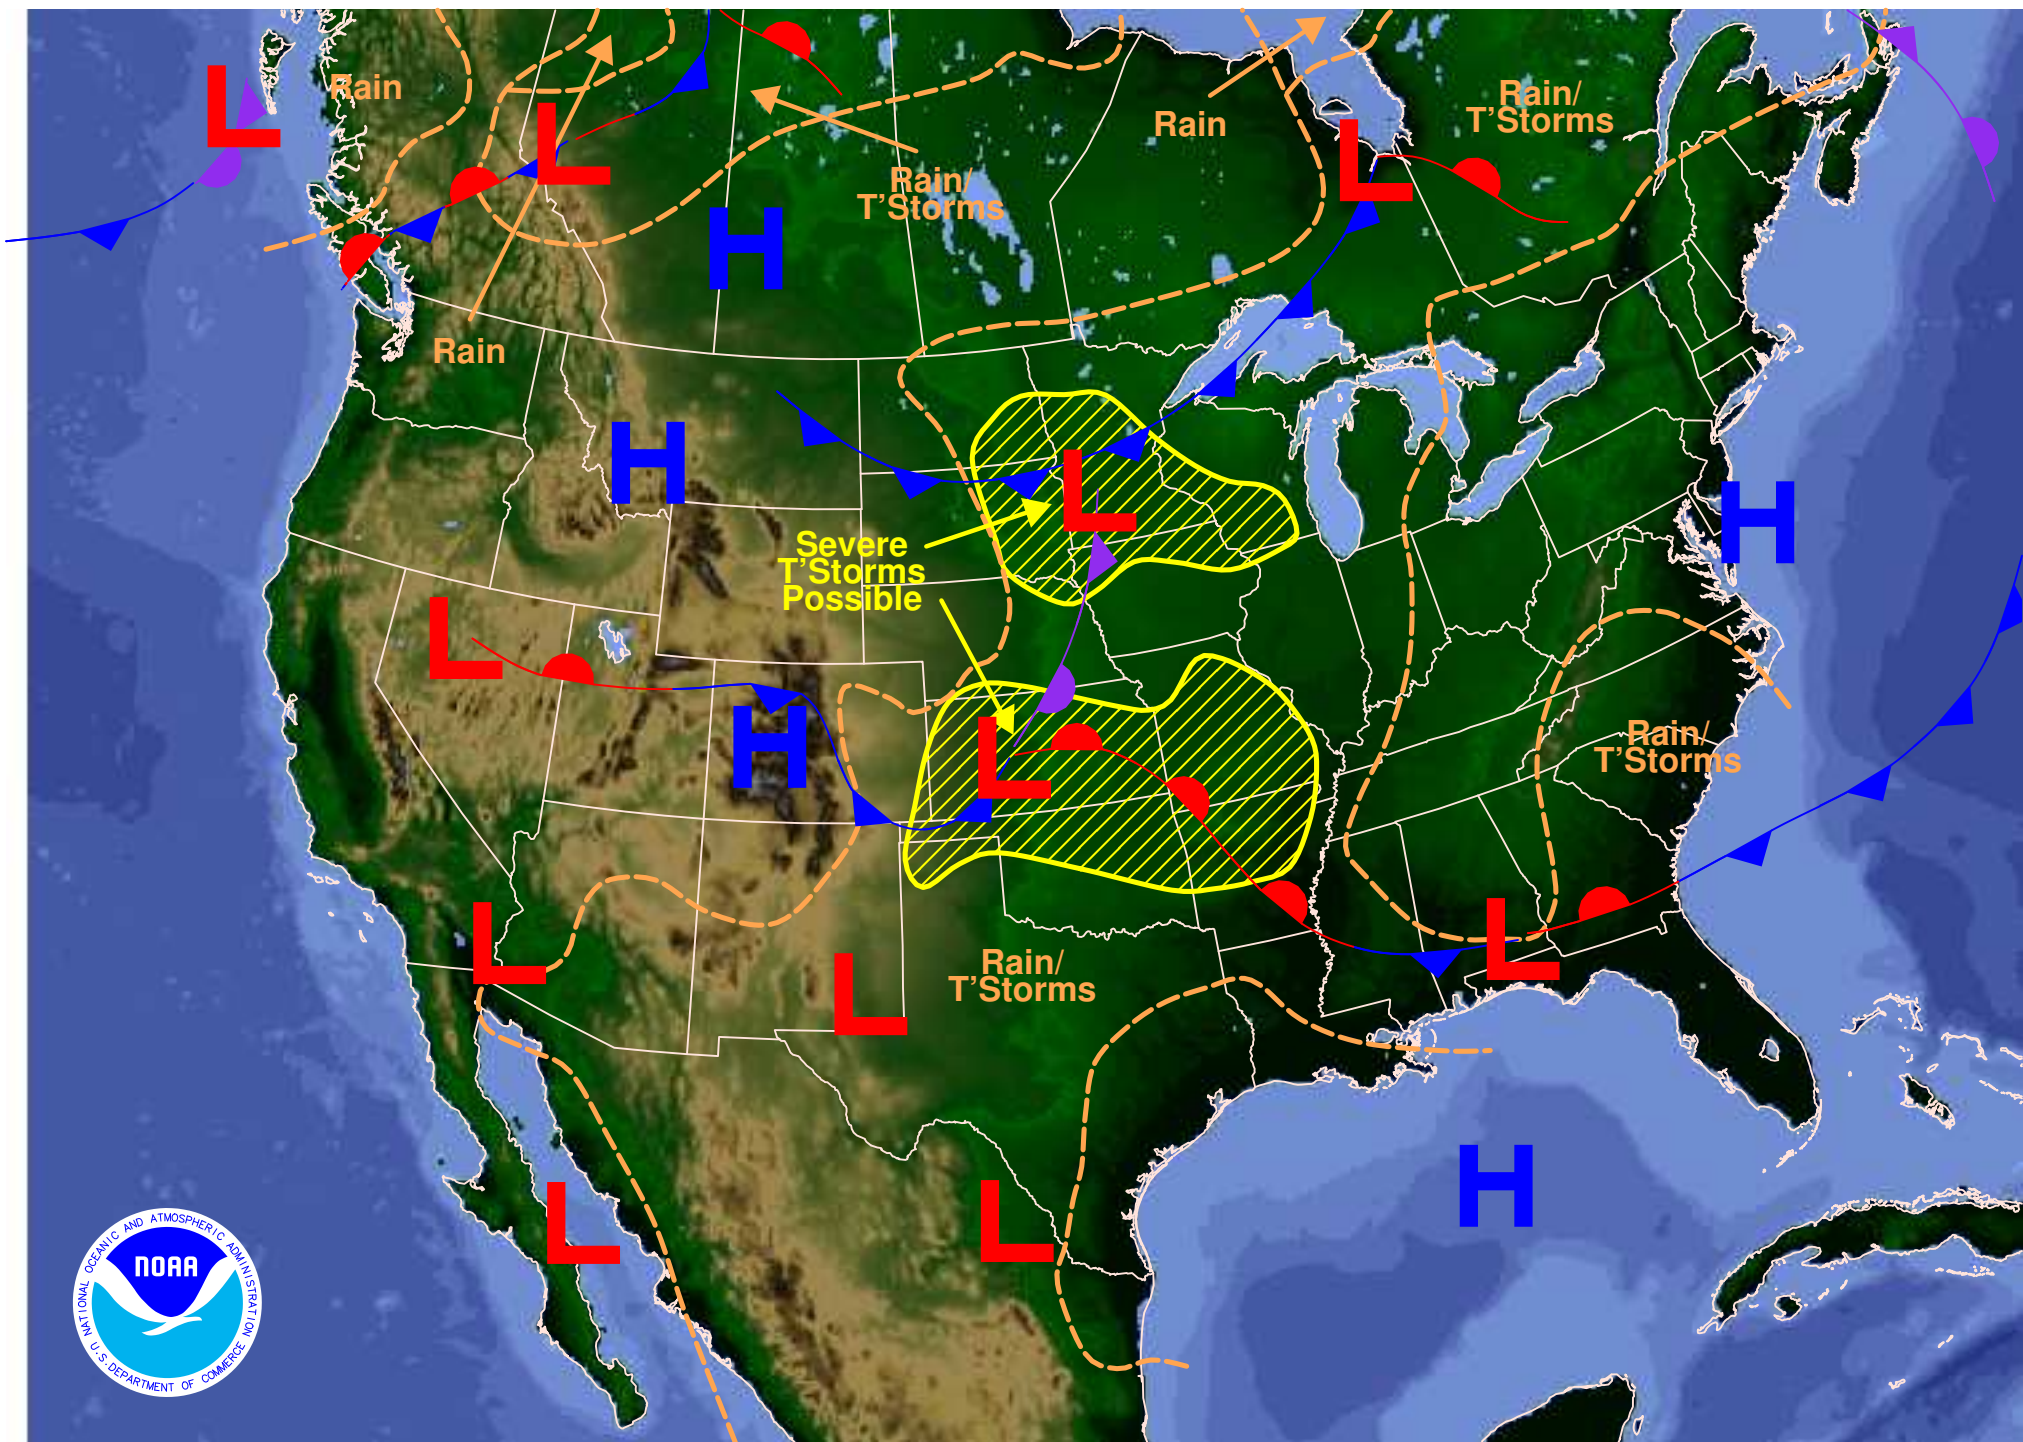 L
Rain
L
Rain/
T'Storms
Rain
L
Rain/
T'Storms
H
Rain
H
L
H
Severe
T'Storms
Possible
L
H
L
Rain/
T'Storms
L
L
Rain/
T'Storms
L
L
L
H
L
NATIONAL OCEANIC AND ATMOSPHERIC ADMINISTRATION
NOAA
U.S. DEPARTMENT OF COMMERCE